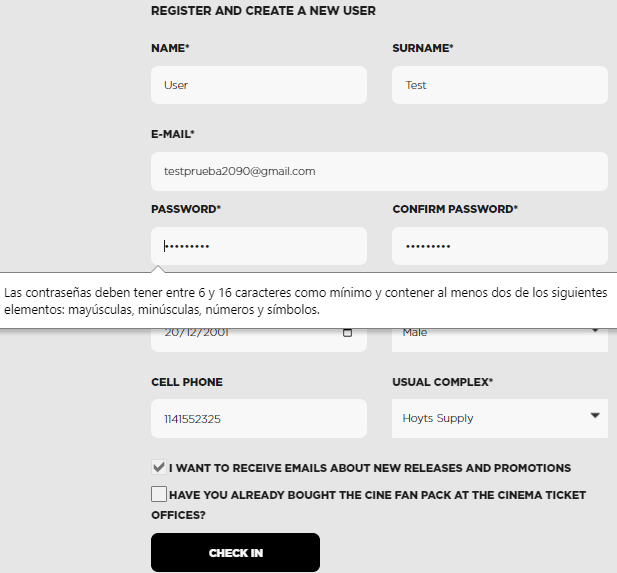 REGISTER AND CREATE A NEW USER
NAME* SURNAME*
User Test
E-MAIL*
testprueba2090@gmail.com
PASSWORD* CONFIRM PASSWORD*
••••••••• •••••••••
Las contraseñas deben tener entre 6 y 16 caracteres como mínimo y contener al menos dos de los siguientes
elementos: mayúsculas, minúsculas, números y símbolos.
20/12/2001 Male
CELL PHONE USUAL COMPLEX*
1141552325 Hoyts Supply
I WANT TO RECEIVE EMAILS ABOUT NEW RELEASES AND PROMOTIONS
HAVE YOU ALREADY BOUGHT THE CINE FAN PACK AT THE CINEMA TICKET
OFFICES?
CHECK IN